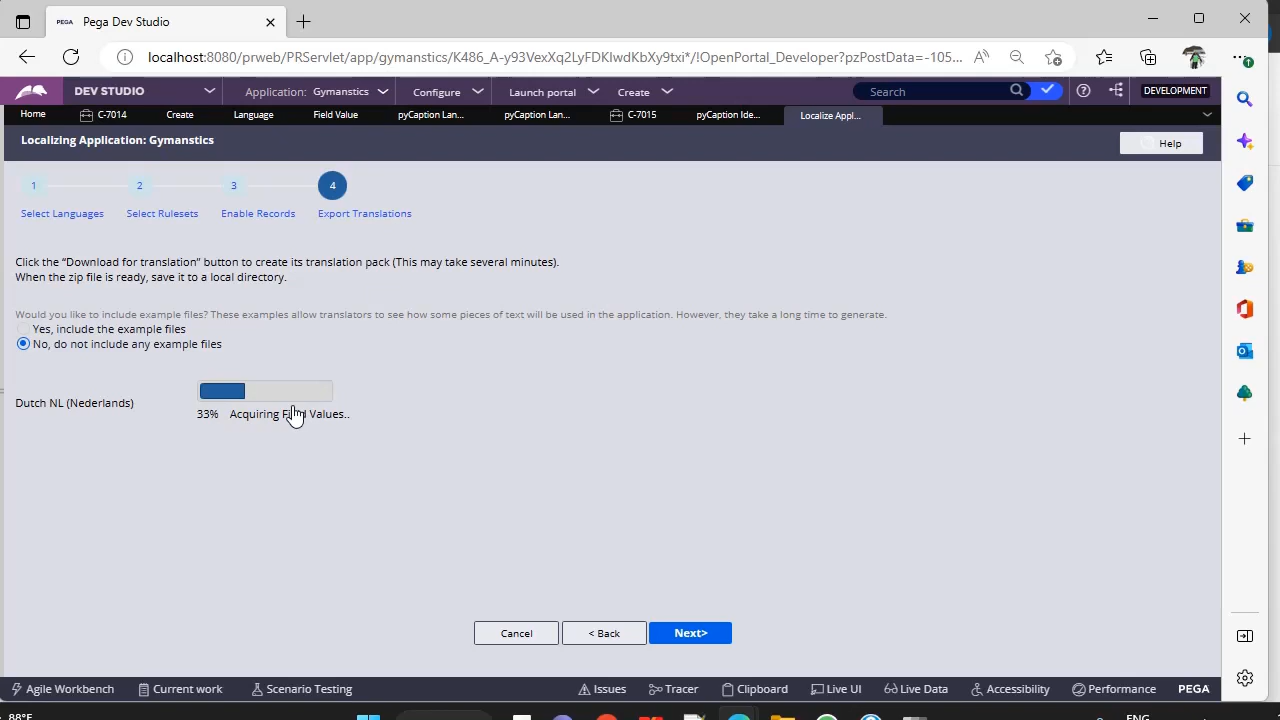 PEGA Pega Dev Studio
localhost:8080/prweb/PRServlet/app/gymanstics/K486_A-y93VexXq2LyFDKlwdKbXy9txi*/!OpenPortal_Developer?pzPostData=-105...
DEV STUDIO Application: Gymanstics Configure Launch portal Create Search DEVELOPMENT
Home C-7014 Create Language Field Value pyCaption Lan... pyCaption Lan... C-7015 pyCaption Ide... Localize Appl...
Localizing Application: Gymanstics Help
1 2 3 4
Select Languages Select Rulesets Enable Records Export Translations
Click the “Download for translation” button to create its translation pack (This may take several minutes).
When the zip file is ready, save it to a local directory.
Would you like to include example files? These examples allow translators to see how some pieces of text will be used in the application. However, they take a long time to generate.
Yes, include the example files
No, do not include any example files
Dutch NL (Nederlands)
33% Acquiring Field Values..
Cancel < Back Next>
Agile Workbench Current work Scenario Testing Issues Tracer Clipboard Live UI Live Data Accessibility Performance PEGA
88°F ENG